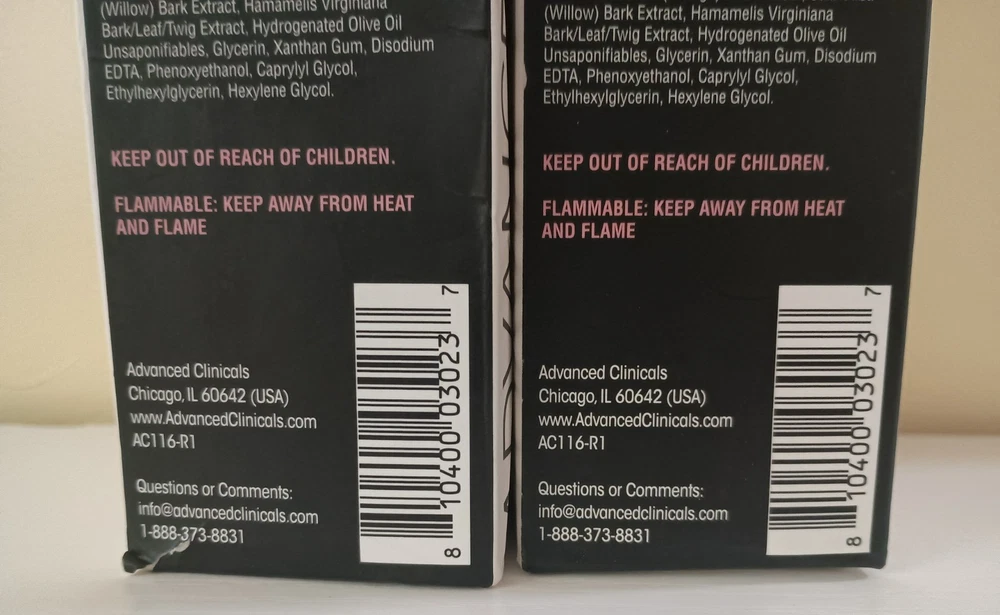 (Willow) Bark Extract, Hamamelis Virginiana
Bark/Leaf/Twig Extract, Hydrogenated Olive Oil
Unsaponifiables, Glycerin, Xanthan Gum, Disodium
EDTA, Phenoxyethanol, Caprylyl Glycol,
Ethylhexylglycerin, Hexylene Glycol.
KEEP OUT OF REACH OF CHILDREN.
FLAMMABLE: KEEP AWAY FROM HEAT
AND FLAME
Advanced Clinicals
Chicago, IL 60642 (USA)
www.AdvancedClinicals.com
AC116-R1
Questions or Comments:
info@advancedclinicals.com
1-888-373-8831
8 10400 03023 7
(Willow) Bark Extract, Hamamelis Virginiana
Bark/Leaf/Twig Extract, Hydrogenated Olive Oil
Unsaponifiables, Glycerin, Xanthan Gum, Disodium
EDTA, Phenoxyethanol, Caprylyl Glycol,
Ethylhexylglycerin, Hexylene Glycol.
KEEP OUT OF REACH OF CHILDREN.
FLAMMABLE: KEEP AWAY FROM HEAT
AND FLAME
Advanced Clinicals
Chicago, IL 60642 (USA)
www.AdvancedClinicals.com
AC116-R1
Questions or Comments:
info@advancedclinicals.com
1-888-373-8831
8 10400 03023 7